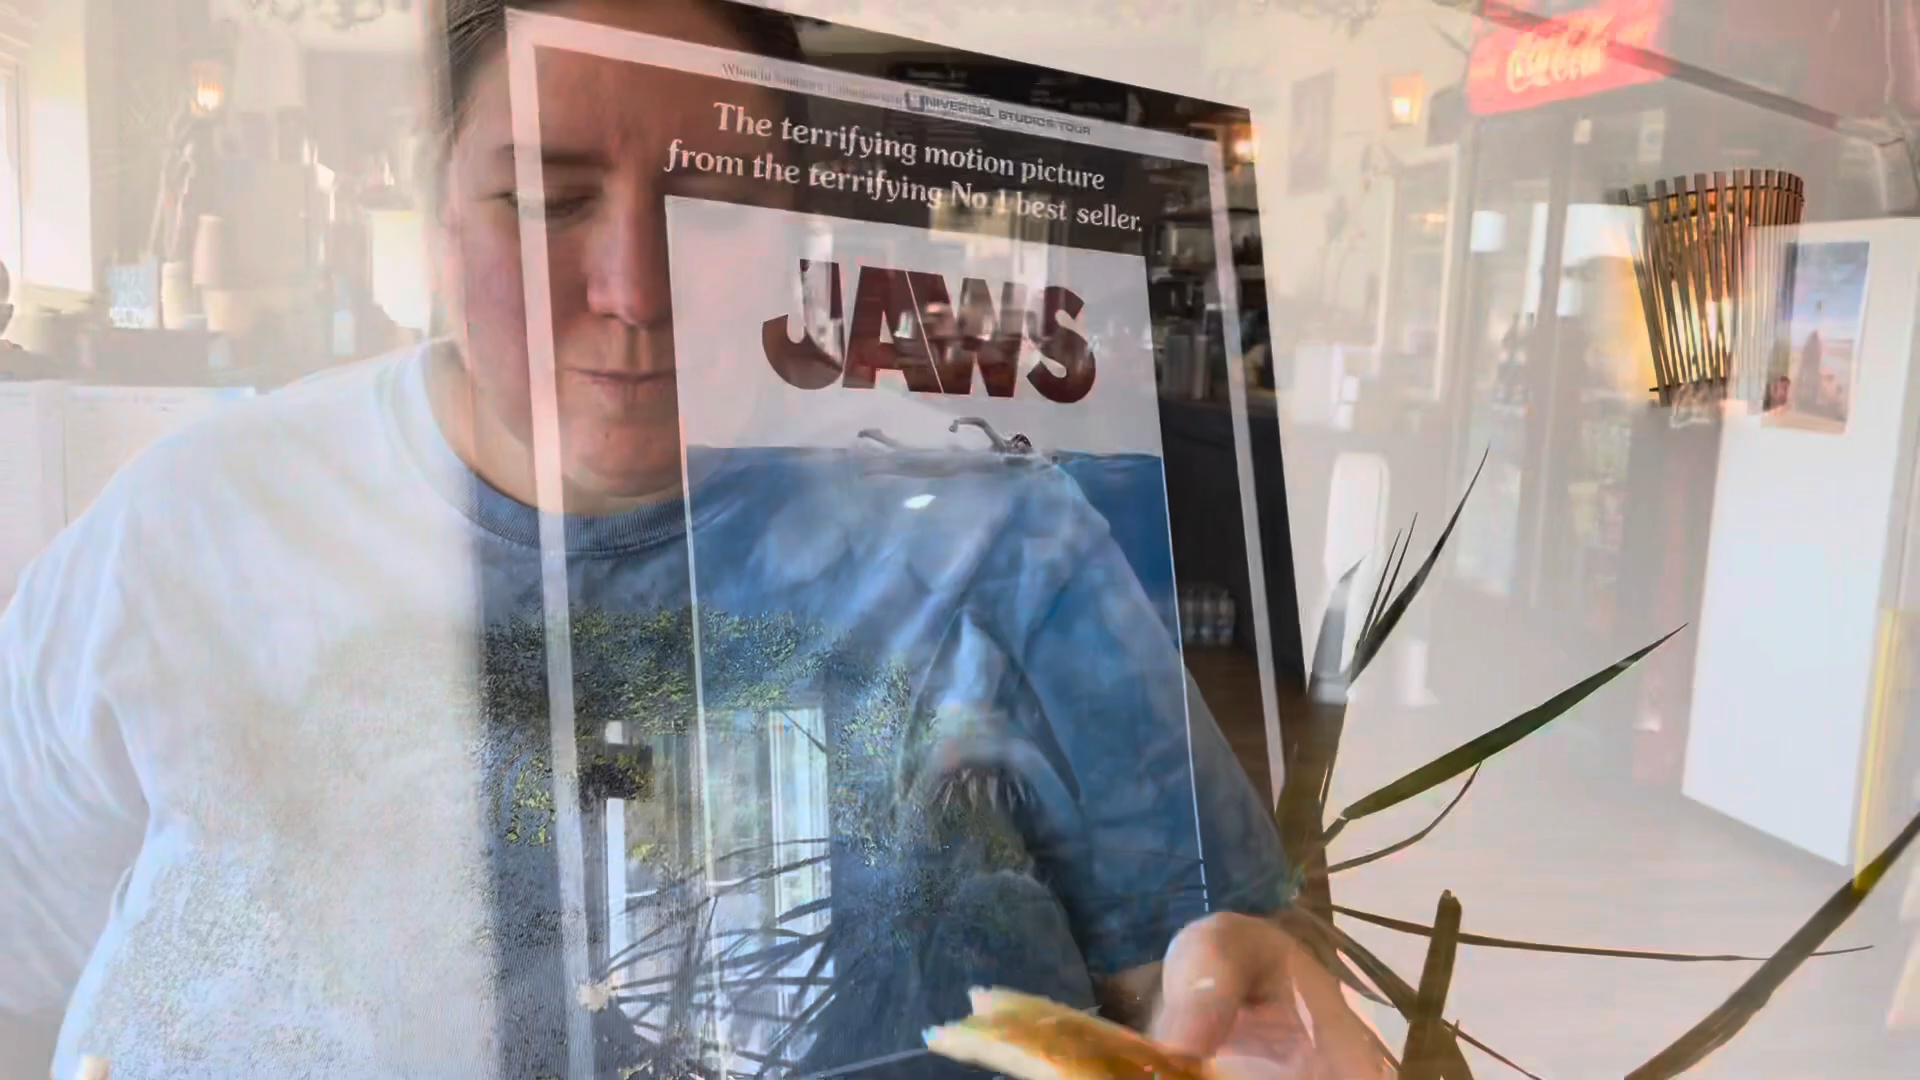 Coca-Cola
UNIVERSAL STUDIOS TOUR
The terrifying motion picture
from the terrifying No 1 best seller.
JAWS